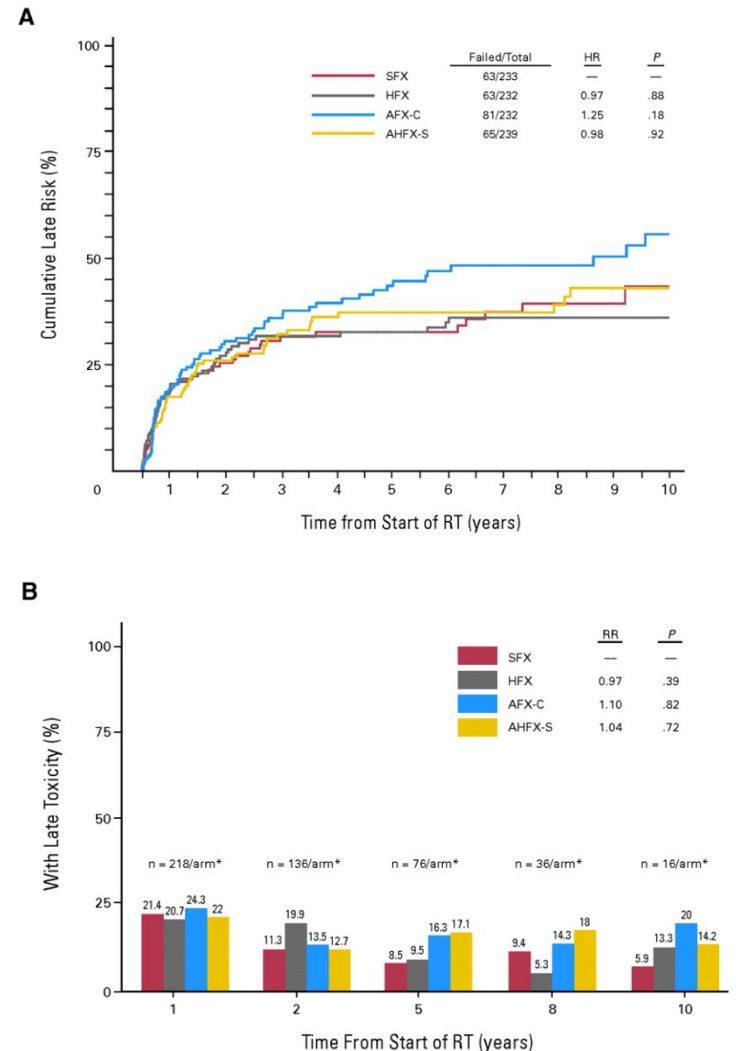 A
Failed/Total HR P
SFX 63/233 — —
HFX 63/232 0.97 .88
AFX-C 81/232 1.25 .18
AHFX-S 65/239 0.98 .92
Cumulative Late Risk (%)
100
75
50
25
0 1 2 3 4 5 6 7 8 9 10
Time from Start of RT (years)
B
RR P
SFX — —
HFX 0.97 .39
AFX-C 1.10 .82
AHFX-S 1.04 .72
With Late Toxicity (%)
100
75
50
25
0
n = 218/arm* n = 136/arm* n = 76/arm* n = 36/arm* n = 16/arm*
21.4 20.7 24.3 22 11.3 19.9 13.5 12.7 8.5 9.5 16.3 17.1 9.4 5.3 14.3 18 5.9 13.3 20 14.2
1 2 5 8 10
Time From Start of RT (years)